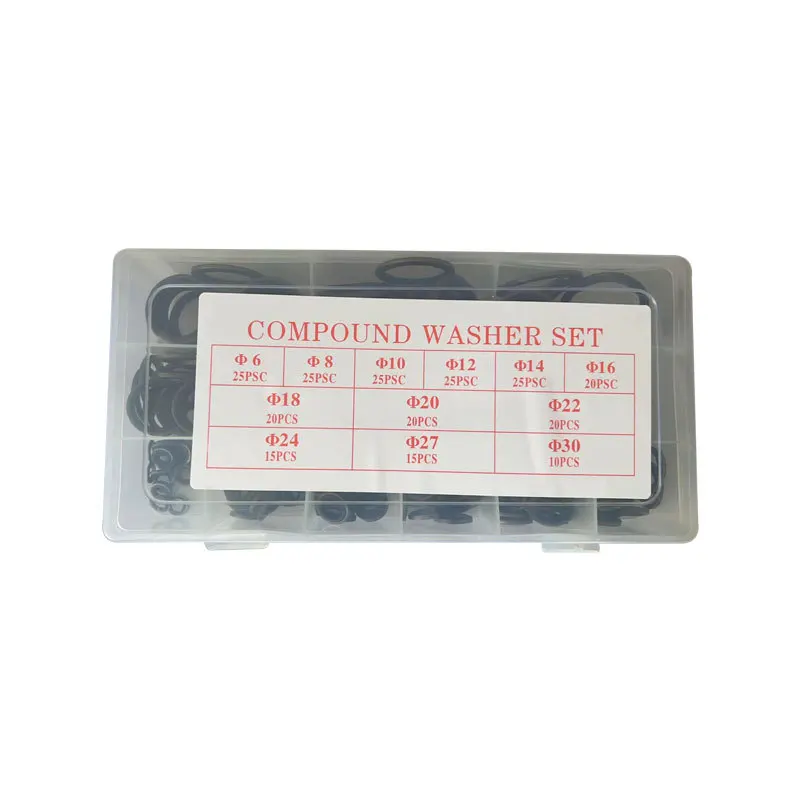 COMPOUND WASHER SET
Φ 6 Φ 8 Φ10 Φ12 Φ14 Φ16
25PSC 25PSC 25PSC 25PSC 25PSC 20PSC
Φ18 Φ20 Φ22
20PCS 20PCS 20PCS
Φ24 Φ27 Φ30
15PCS 15PCS 10PCS